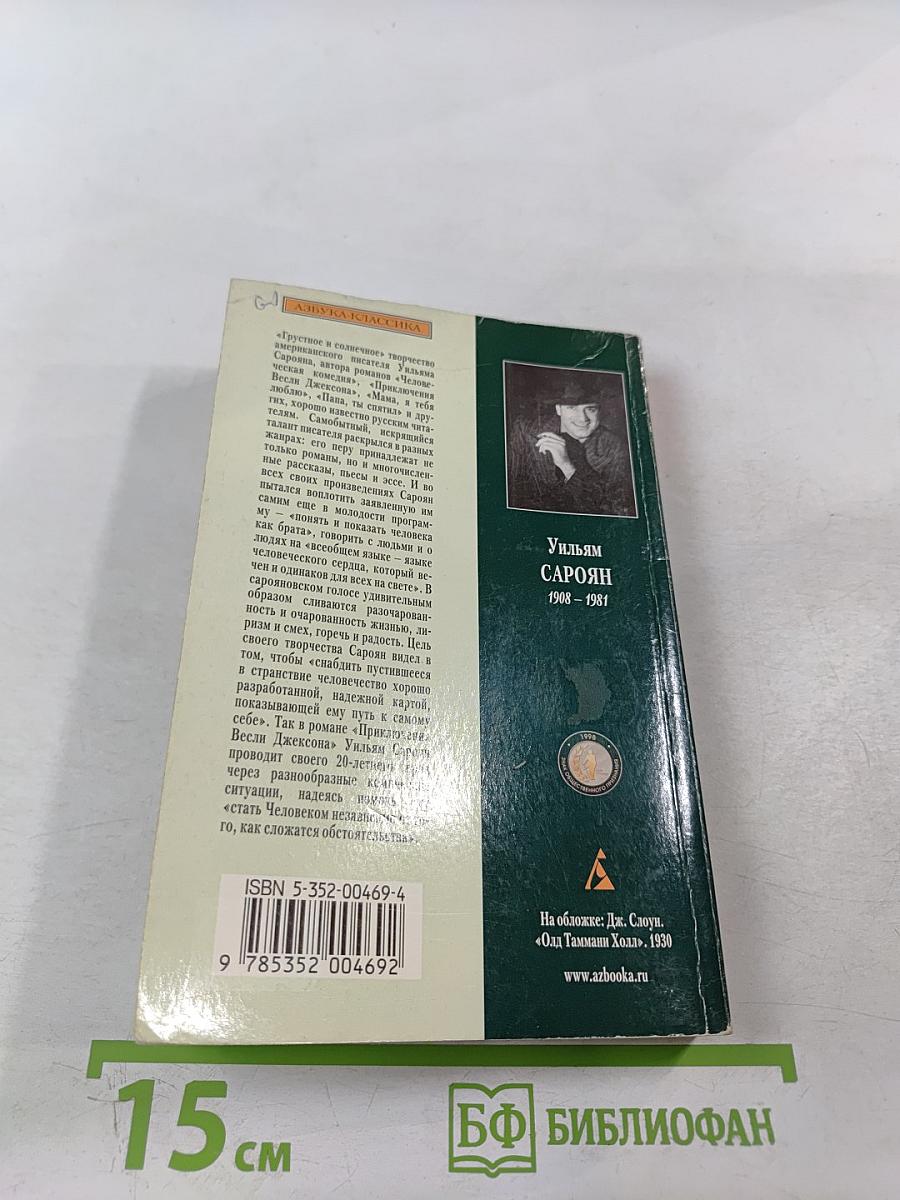 АЗБУКА-КЛАССИКА
«Грустное и солнечное» творчество
американского писателя Уильяма
Сарояна, автора романов «Челове-
ческая комедия», «Приключения
Весли Джексона», «Мама, я тебя
люблю», «Папа, ты спятил» и дру-
гих, хорошо известно русским чита-
телям. Самобытный, искрящийся
талант писателя раскрылся в разных
жанрах: его перу принадлежат не
только романы, но и многочислен-
ные рассказы, пьесы и эссе. И во
всех своих произведениях Сароян
пытался воплотить заявленную им
самим еще в молодости програм-
му – «понять и показать человека
как брата», говорить с людьми и о
людях на «всеобщем языке – языке
человеческого сердца, который ве-
чен и одинаков для всех на свете». В
сарояновском голосе удивительным
образом сливаются разочарован-
ность и очарованность жизнью, ли-
ризм и смех, горечь и радость. Цель
своего творчества Сароян видел в
том, чтобы «снабдить пустившееся
в странствие человечество хорошо
разработанной, надежной картой,
показывающей ему путь к самому
себе». Так в романе «Приключения
Весли Джексона» Уильям Сароян
проводит своего 20-летнего
через разнообразные
ситуации, надеясь
«стать Человеком независимо от то-
го, как сложатся обстоятельства».
ISBN 5-352-00469-4
9 785352 004692
Уильям
САРОЯН
1908 – 1981
1998
ЗНАК ОБЩЕСТВЕННОГО ПРИЗНАНИЯ
На обложке: Дж. Слоун.
«Олд Таммани Холл». 1930
www.azbooka.ru
15 см
БФ БИБЛИОФАН